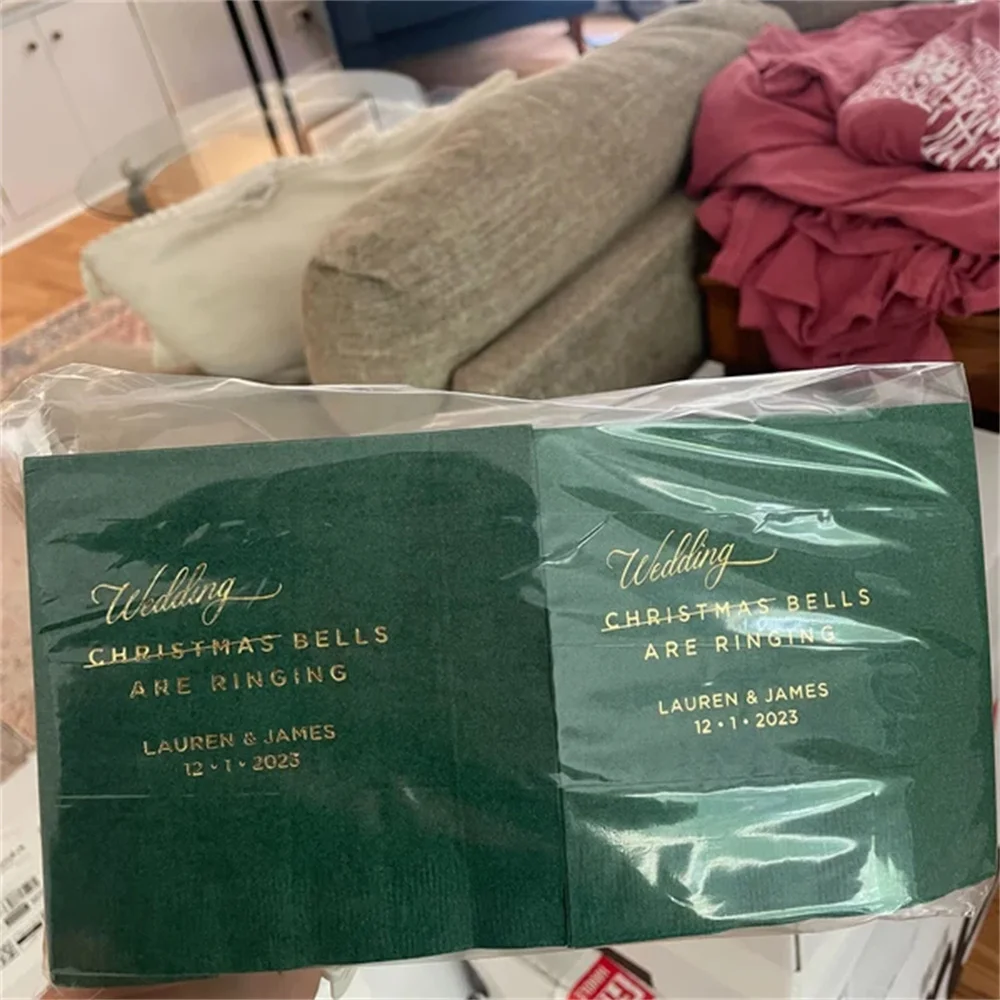 Wedding
CHRISTMAS BELLS
ARE RINGING
LAUREN & JAMES
12 • 1 • 2023
Wedding
CHRISTMAS BELLS
ARE RINGING
LAUREN & JAMES
12 • 1 • 2023